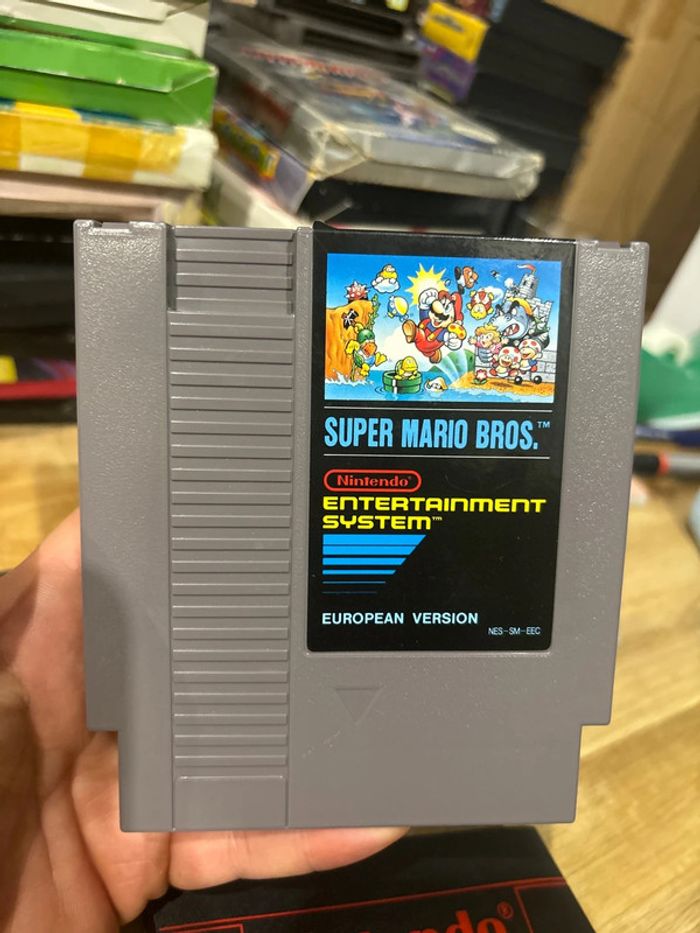 SUPER MARIO BROS.™
Nintendo®
ENTERTAINMENT
SYSTEM™
EUROPEAN VERSION
NES-SM-EEC